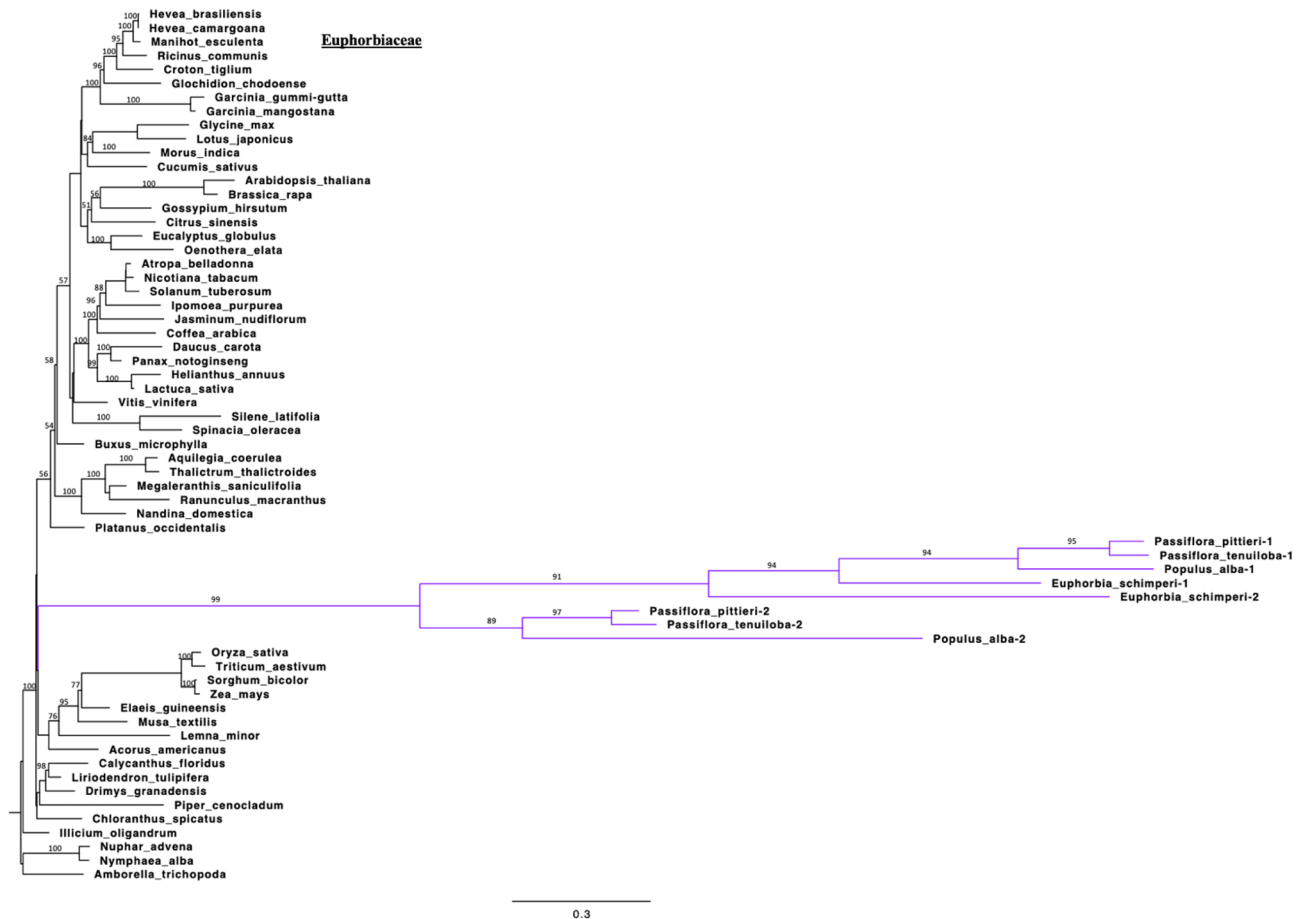 Hevea_brasiliensis
100
Hevea_camargoana
100
Manihot_esculenta
95
Euphorbiaceae
Ricinus_communis
100
Croton_tiglium
96
Glochidion_chodoense
100
Garcinia_gummi-gutta
100
Garcinia_mangostana
Glycine_max
Lotus_japonicus
84
Morus_indica
100
Cucumis_sativus
Arabidopsis_thaliana
100
Brassica_rapa
56
Gossypium_hirsutum
51
Citrus_sinensis
Eucalyptus_globulus
100
Oenothera_elata
Atropa_belladonna
Nicotiana_tabacum
57
Solanum_tuberosum
88
Ipomoea_purpurea
96
Jasminum_nudiflorum
100
Coffea_arabica
Daucus_carota
100
100
Panax_notoginseng
58
99
Helianthus_annuus
100
Lactuca_sativa
Vitis_vinifera
Silene_latifolia
100
Spinacia_oleracea
54
Buxus_microphylla
Aquilegia_coerulea
100
Thalictrum_thalictroides
56
100
Megaleranthis_saniculifolia
100
Ranunculus_macranthus
Nandina_domestica
Platanus_occidentalis
Passiflora_pittieri-1
95
Passiflora_tenuiloba-1
94
Populus_alba-1
94
Euphorbia_schimperi-1
91
Euphorbia_schimperi-2
99
Passiflora_pittieri-2
97
Passiflora_tenuiloba-2
89
Populus_alba-2
Oryza_sativa
100
Triticum_aestivum
Sorghum_bicolor
100
100
77
Zea_mays
95
Elaeis_guineensis
76
Musa_textilis
Lemna_minor
Acorus_americanus
Calycanthus_floridus
98
Liriodendron_tulipifera
Drimys_granadensis
Piper_cenocladum
Chloranthus_spicatus
Illicium_oligandrum
Nuphar_advena
100
Nymphaea_alba
Amborella_trichopoda
0.3